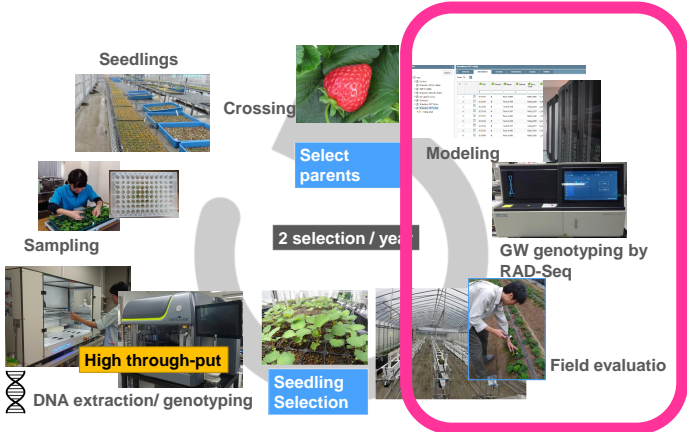 Seedlings
Crossing
Select
parents
Modeling
2 selection / year
GW genotyping by
RAD-Seq
Sampling
High through-put
Seedling
Selection
Field evaluatio
DNA extraction/ genotyping